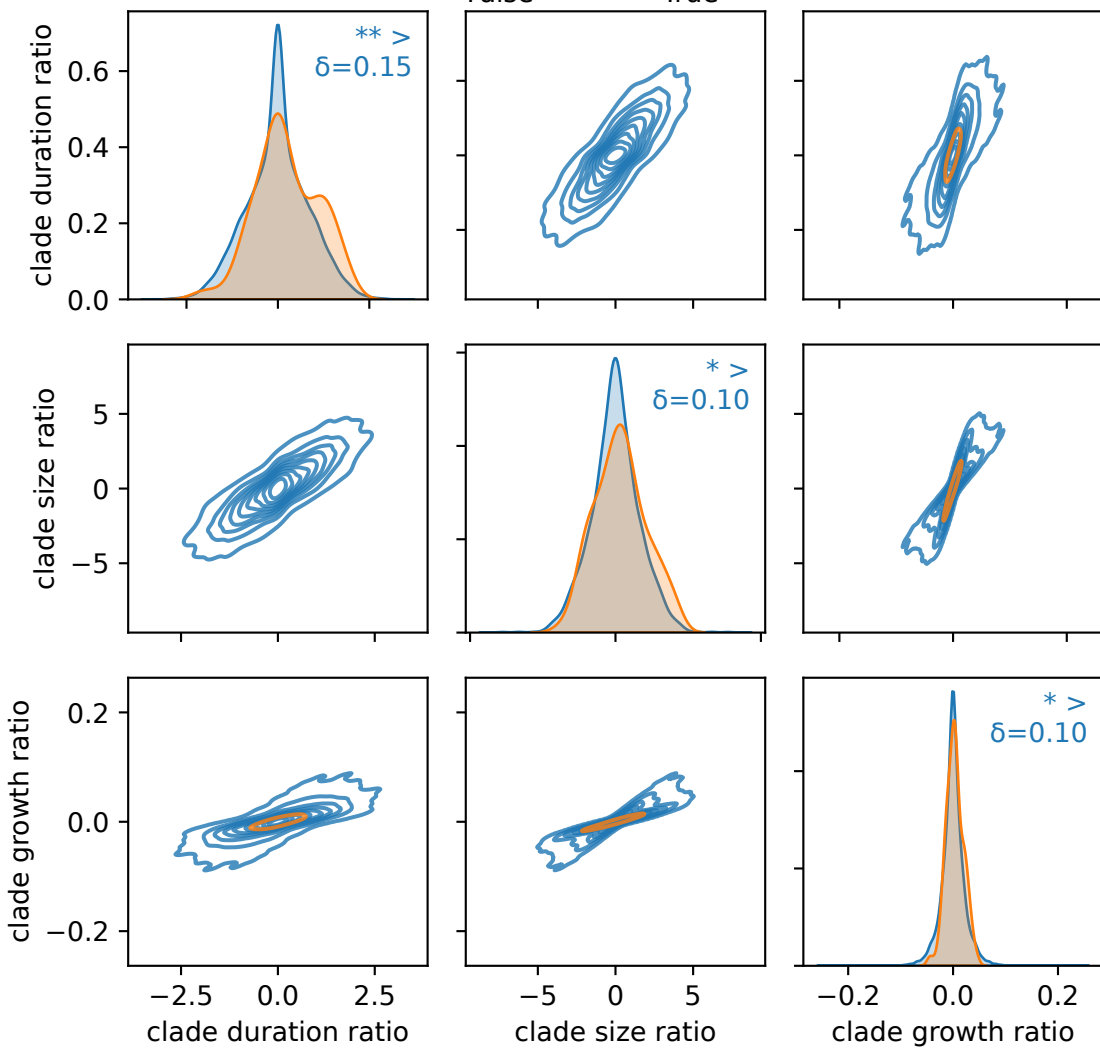 ** >
δ=0.15
clade duration ratio
0.6
0.4
0.2
0.0
* >
δ=0.10
clade size ratio
5
0
−5
* >
δ=0.10
clade growth ratio
0.2
0.0
−0.2
−2.5 0.0 2.5
−5 0 5
−0.2 0.0 0.2
clade duration ratio
clade size ratio
clade growth ratio